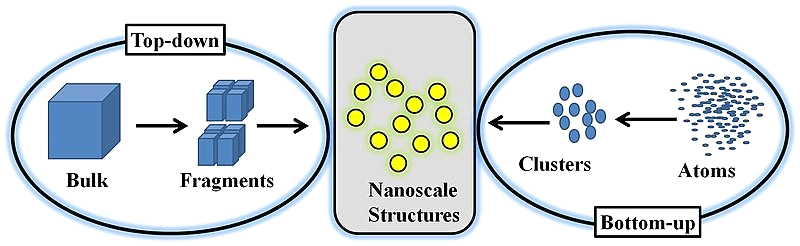 Top-down
Bulk
Fragments
Nanoscale
Structures
Clusters
Atoms
Bottom-up